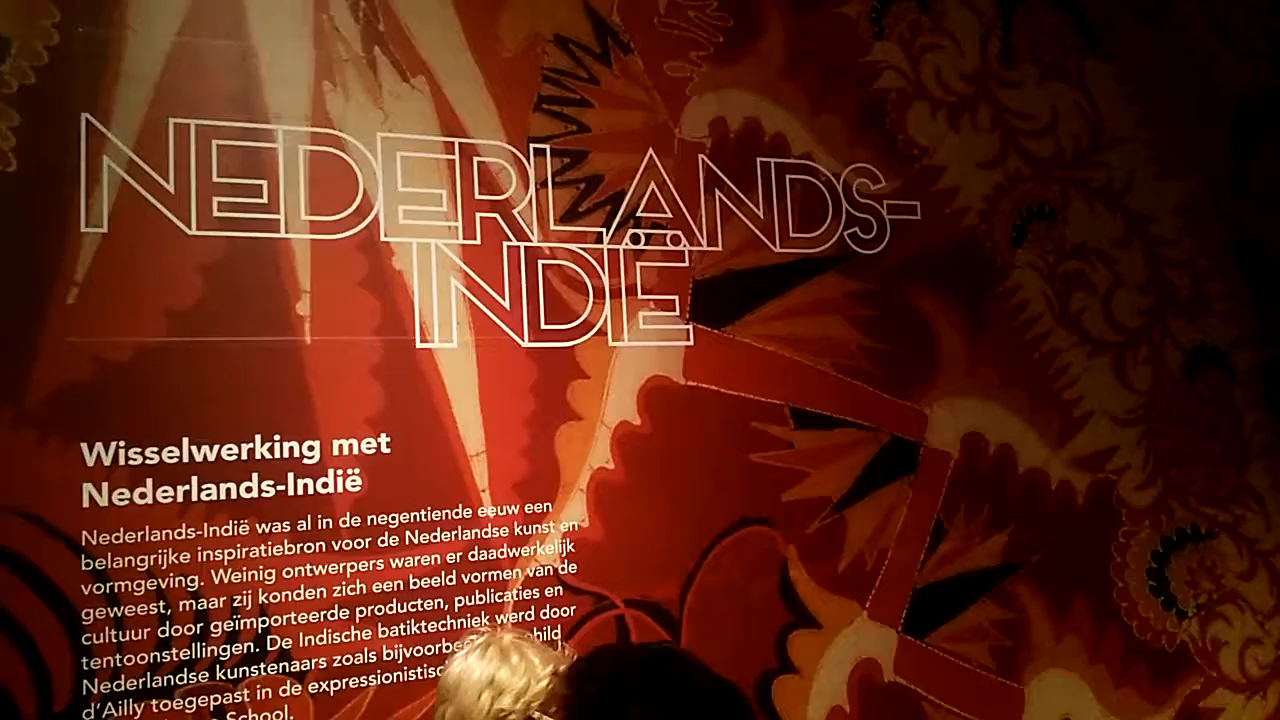 NEDERLANDS-
INDIË
Wisselwerking met
Nederlands-Indië
Nederlands-Indië was al in de negentiende eeuw een
belangrijke inspiratiebron voor de Nederlandse kunst en
vormgeving. Weinig ontwerpers waren er daadwerkelijk
geweest, maar zij konden zich een beeld vormen van de
cultuur door geïmporteerde producten, publicaties en
tentoonstellingen. De Indische batiktechniek werd door
Nederlandse kunstenaars zoals
d'Ailly toegepast in de
School.